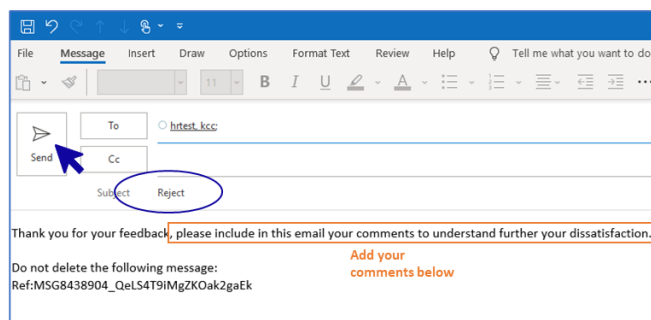 File Message Insert Draw Options Format Text Review Help Tell me what you want to do
11 B I U A
To hrtest, kcc;
Send
Cc
Subject Reject
Thank you for your feedback, please include in this email your comments to understand further your dissatisfaction.
Add your
comments below
Do not delete the following message:
Ref:MSG8438904_QeLS4T9iMgZKOak2gaEk